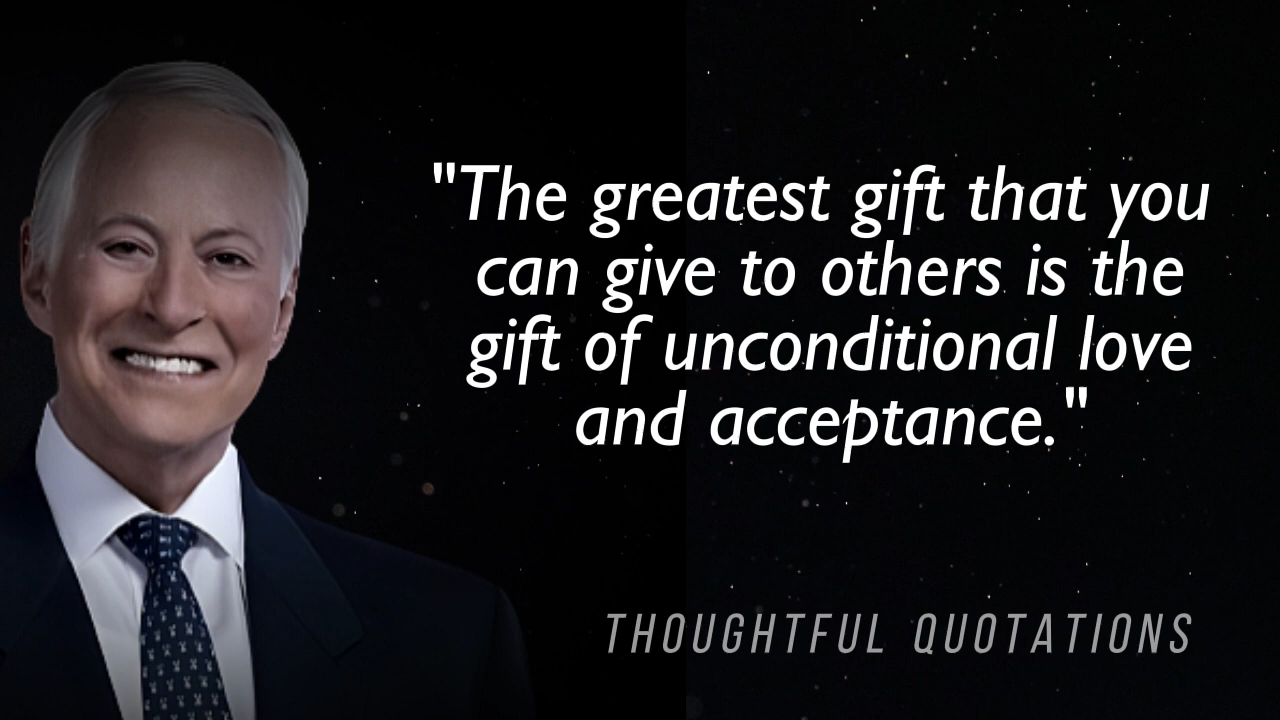 "The greatest gift that you
can give to others is the
gift of unconditional love
and acceptance."
THOUGHTFUL QUOTATIONS